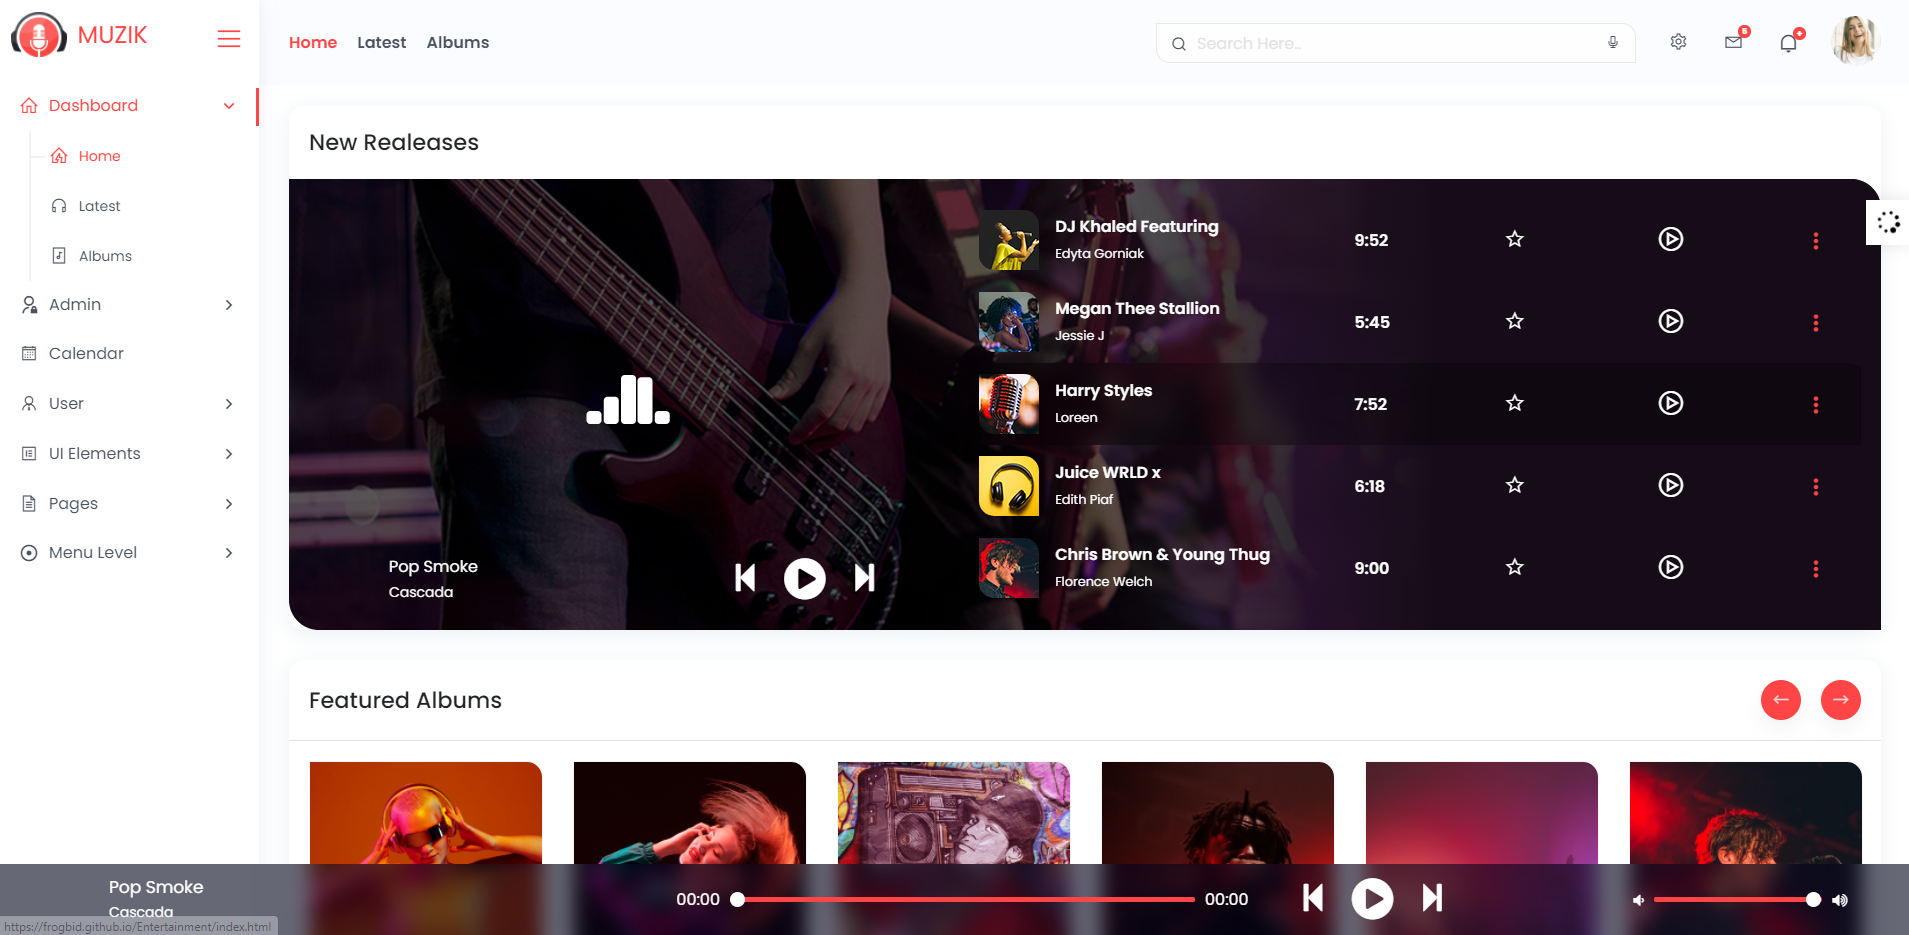 MUZIK
Home Latest Albums
Search Here..
5
Dashboard
Home
Latest
Albums
Admin
Calendar
User
UI Elements
Pages
Menu Level
New Realeases
DJ Khaled Featuring
Edyta Gorniak
9:52
Megan Thee Stallion
Jessie J
5:45
Harry Styles
Loreen
7:52
Juice WRLD x
Edith Piaf
6:18
Chris Brown & Young Thug
Florence Welch
9:00
Pop Smoke
Cascada
Featured Albums
Pop Smoke
Cascada
00:00 00:00
https://frogbid.github.io/Entertainment/index.html